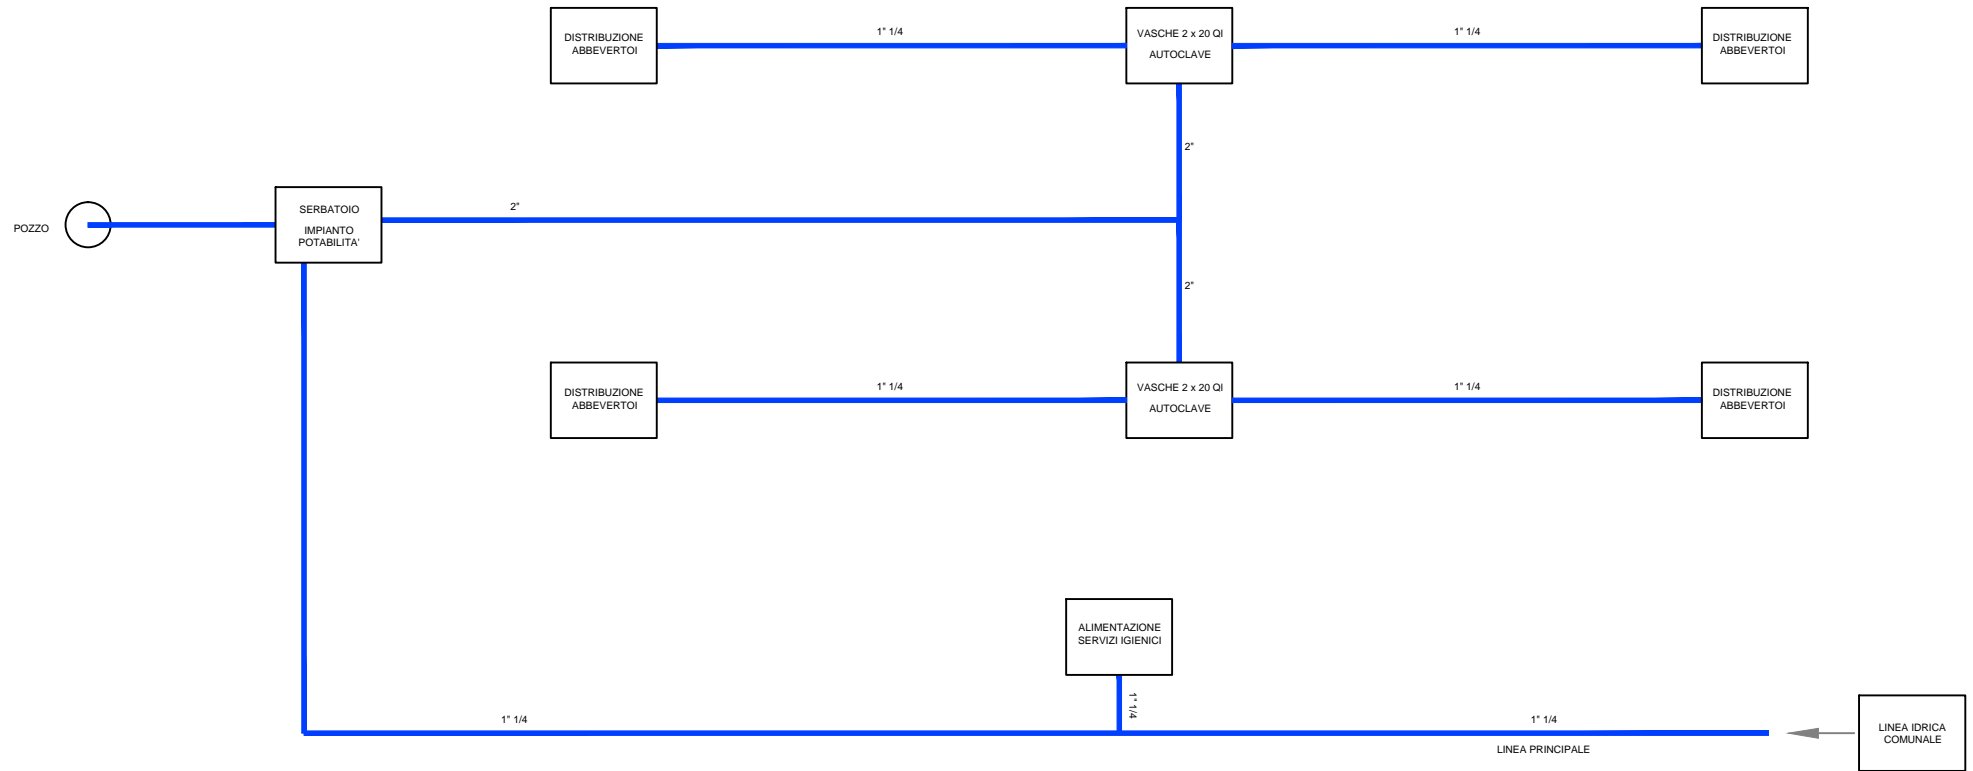 DISTRIBUZIONE
ABBEVERTOI
1" 1/4
VASCHE 2 x 20 Ql
AUTOCLAVE
1" 1/4
DISTRIBUZIONE
ABBEVERTOI
2"
POZZO
SERBATOIO
IMPIANTO
POTABILITA'
2"
2"
DISTRIBUZIONE
ABBEVERTOI
1" 1/4
VASCHE 2 x 20 Ql
AUTOCLAVE
1" 1/4
DISTRIBUZIONE
ABBEVERTOI
ALIMENTAZIONE
SERVIZI IGIENICI
1" 1/4
1" 1/4
1" 1/4
LINEA PRINCIPALE
LINEA IDRICA
COMUNALE